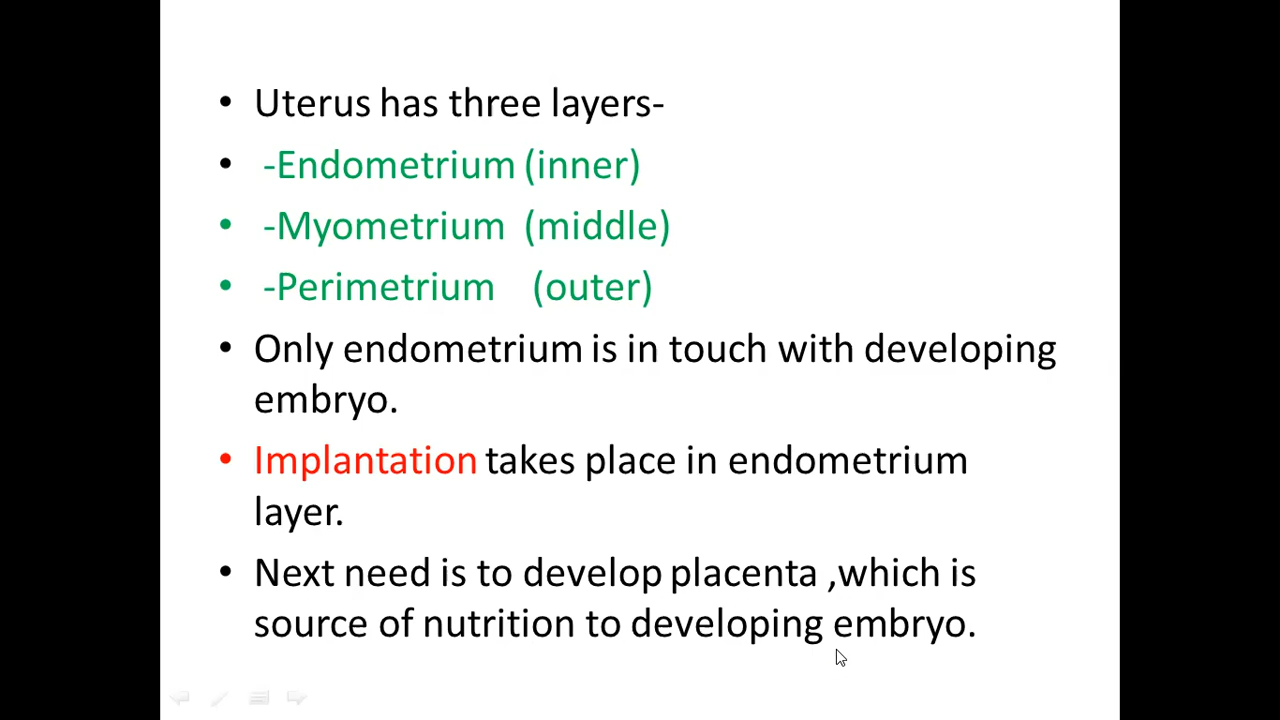 • Uterus has three layers-
• -Endometrium (inner)
• -Myometrium (middle)
• -Perimetrium (outer)
• Only endometrium is in touch with developing
embryo.
• Implantation takes place in endometrium
layer.
• Next need is to develop placenta ,which is
source of nutrition to developing embryo.